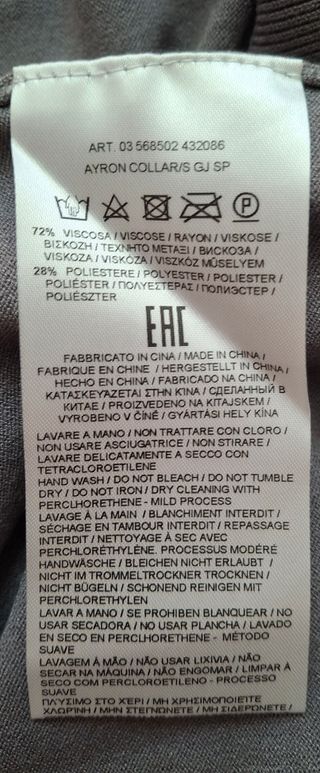 ART. 03 568502 432086
AYRON COLLAR/S GJ SP
P
72% VISCOSA / VISCOSE / RAYON / VISKOSE /
ΒΙΣΚΟΖΗ / ΤΕΧΝΗΤΟ ΜΕΤΑΞΙ / ВИСКОЗА /
VISKOZA / VISKÓZA / VISZKÓZ MŰSELYEM
28% POLIESTERE / POLYESTER / POLYESTER /
POLIÉSTER / ΠΟΛΥΕΣΤΕΡΑΣ / ПОЛИЭСТЕР /
POLIÉSZTER
EAC
FABBRICATO IN CINA / MADE IN CHINA /
FABRIQUE EN CHINE / HERGESTELLT IN CHINA /
HECHO EN CHINA / FABRICADO NA CHINA /
ΚΑΤΑΣΚΕΥΑΖΕΤΑΙ ΣΤΗΝ ΚΙΝΑ / СДЕЛАННЫЙ В
КИТАЕ / PROIZVEDENO NA KITAJSKEM /
VYROBENO V ČÍNĚ / GYÁRTÁSI HELY KÍNA
LAVARE A MANO / NON TRATTARE CON CLORO /
NON USARE ASCIUGATRICE / NON STIRARE /
LAVARE DELICATAMENTE A SECCO CON
TETRACLOROETILENE
HAND WASH / DO NOT BLEACH / DO NOT TUMBLE
DRY / DO NOT IRON / DRY CLEANING WITH
PERCLHORETHENE - MILD PROCESS
LAVAGE À LA MAIN / BLANCHIMENT INTERDIT /
SÉCHAGE EN TAMBOUR INTERDIT / REPASSAGE
INTERDIT / NETTOYAGE À SEC AVEC
PERCHLORÉTHYLÈNE. PROCESSUS MODÉRÉ
HANDWÄSCHE / BLEICHEN NICHT ERLAUBT /
NICHT IM TROMMELTROCKNER TROCKNEN /
NICHT BÜGELN / SCHONEND REINIGEN MIT
PERCHLORETHYLEN
LAVAR A MANO / SE PROHIBEN BLANQUEAR / NO
USAR SECADORA / NO USAR PLANCHA / LAVADO
EN SECO EN PERCLHORETHENE - MÉTODO
SUAVE
LAVAGEM À MÃO / NÃO USAR LIXIVIA / NÃO
SECAR NA MÁQUINA / NÃO ENGOMAR / LIMPAR À
SECO COM PERCLOROETILENO - PROCESSO
SUAVE
ΠΛΥΣΙΜΟ ΣΤΟ ΧΕΡΙ / ΜΗ ΧΡΗΣΙΜΟΠΟΙΕΙΤΕ
ΧΛΩΡΙΝΗ / ΜΗΝ ΣΤΕΓΝΩΝΕΤΕ / ΜΗ ΣΙΔΕΡΩΝΕΤΕ /